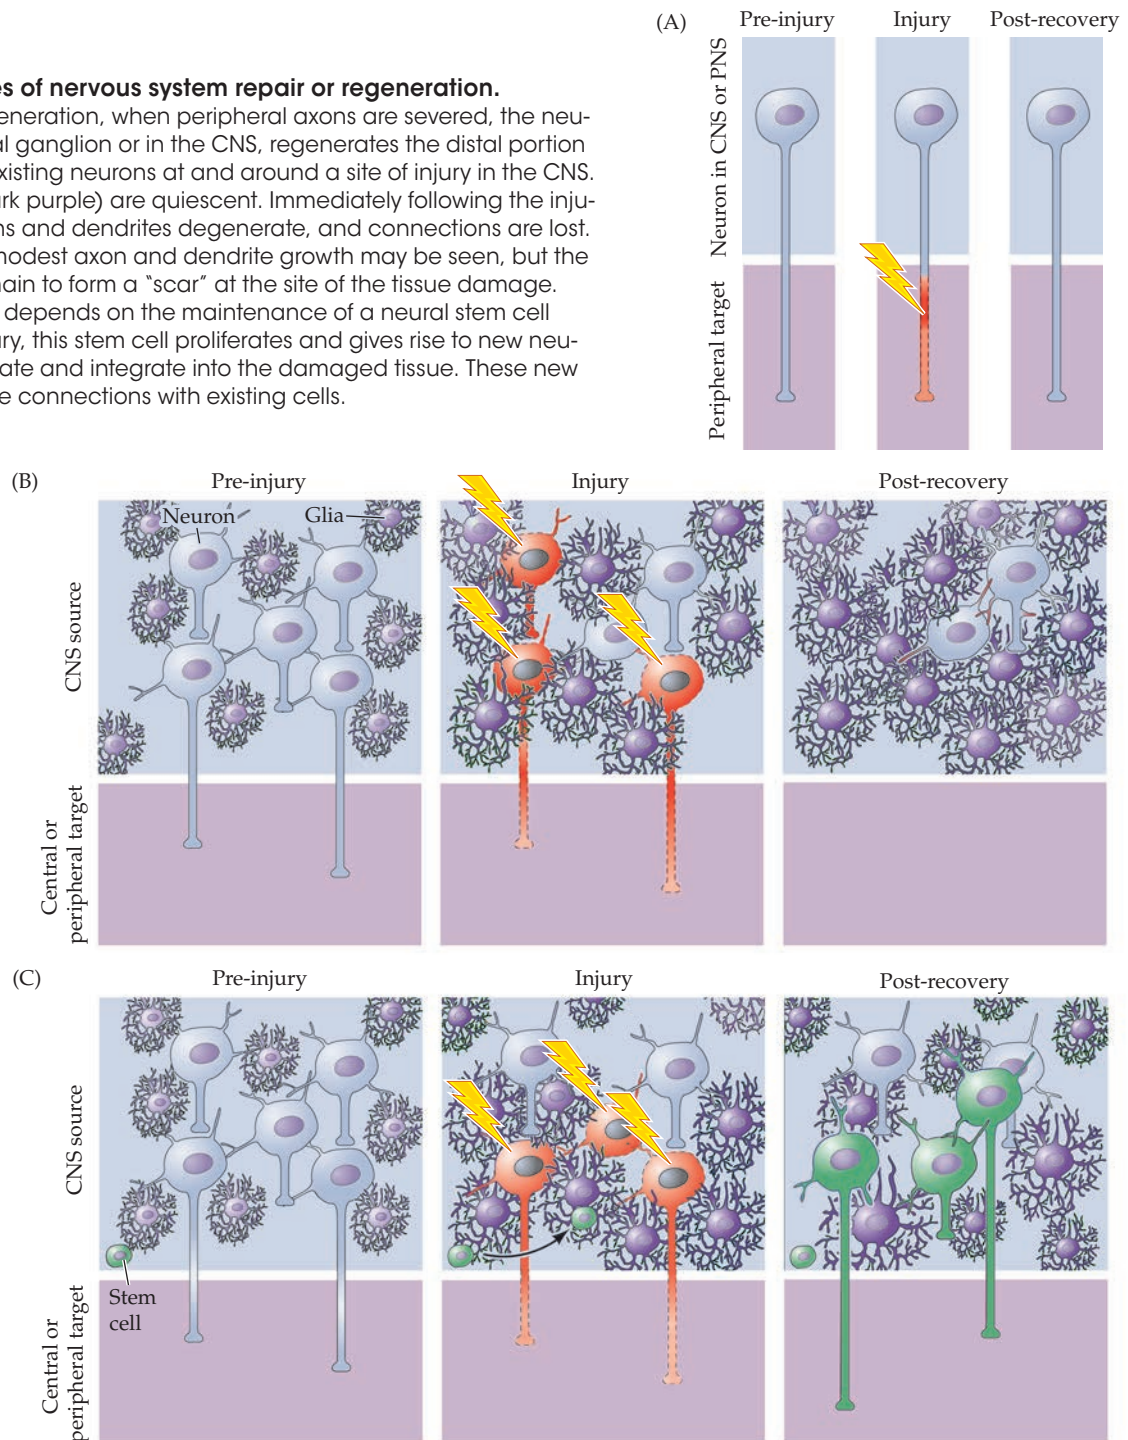 es of nervous system repair or regeneration.
eneration, when peripheral axons are severed, the neu-
al ganglion or in the CNS, regenerates the distal portion
existing neurons at and around a site of injury in the CNS.
ark purple) are quiescent. Immediately following the inju-
ns and dendrites degenerate, and connections are lost.
modest axon and dendrite growth may be seen, but the
main to form a “scar” at the site of the tissue damage.
depends on the maintenance of a neural stem cell
ury, this stem cell proliferates and gives rise to new neu-
ate and integrate into the damaged tissue. These new
e connections with existing cells.
(A)
Pre-injury
Injury
Post-recovery
Neuron in CNS or PNS
Peripheral target
(B)
Pre-injury
Injury
Post-recovery
Neuron
Glia
CNS source
Central or
peripheral target
(C)
Pre-injury
Injury
Post-recovery
CNS source
Stem
cell
Central or
peripheral target